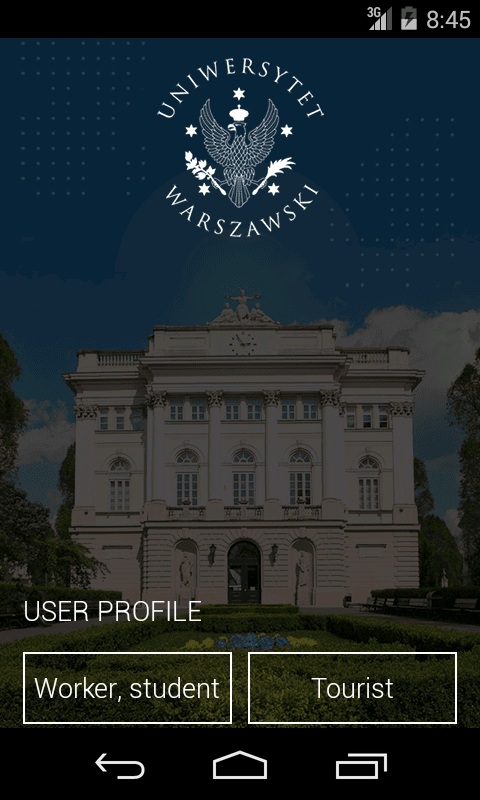 3G 8:45
UNIWERSYTET
WARSZAWSKI
USER PROFILE
Worker, student
Tourist